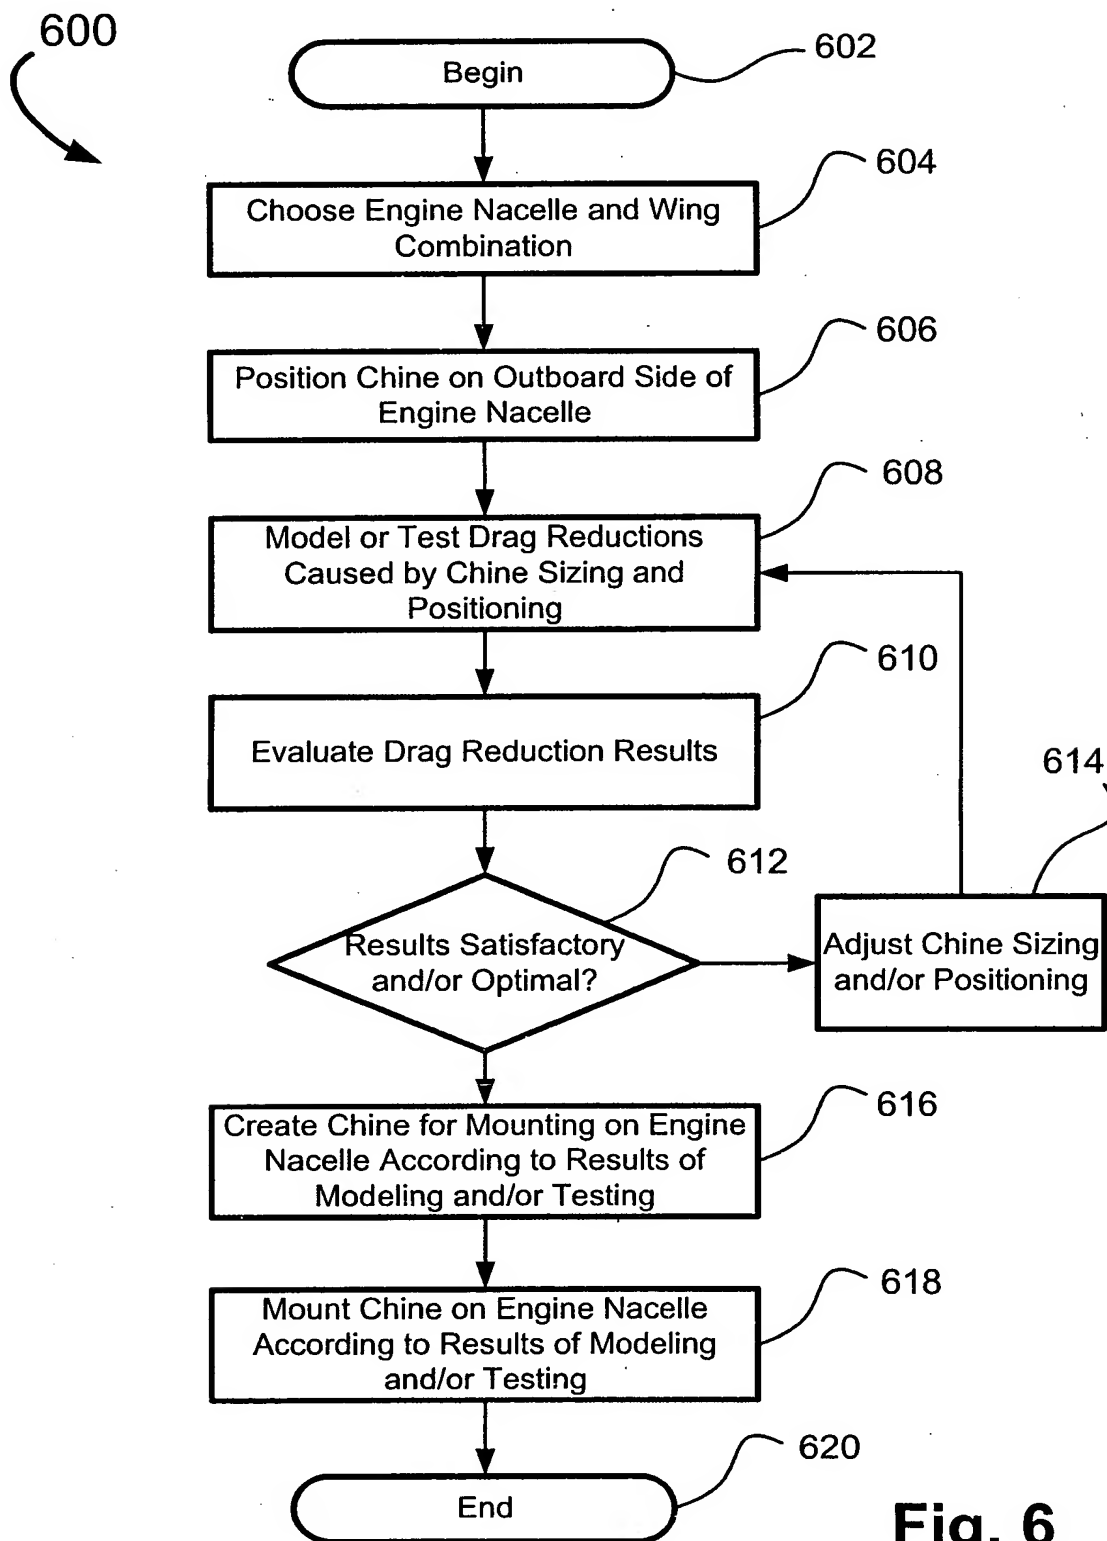 600
Begin
602
Choose Engine Nacelle and Wing
Combination
604
Position Chine on Outboard Side of
Engine Nacelle
606
Model or Test Drag Reductions
Caused by Chine Sizing and
Positioning
608
Evaluate Drag Reduction Results
610
Results Satisfactory
and/or Optimal?
612
Adjust Chine Sizing
and/or Positioning
614
Create Chine for Mounting on Engine
Nacelle According to Results of
Modeling and/or Testing
616
Mount Chine on Engine Nacelle
According to Results of Modeling
and/or Testing
618
End
620
Fig. 6